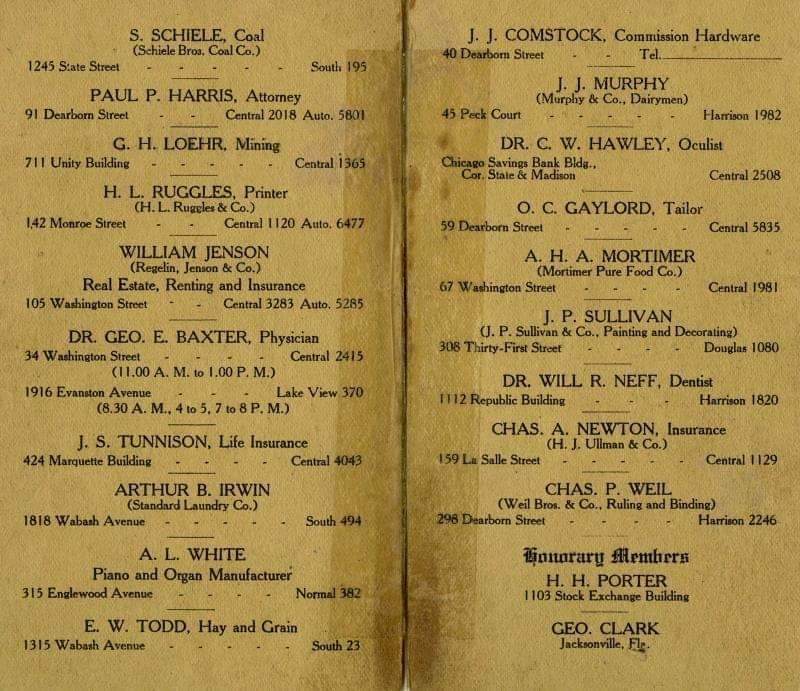 S. SCHIELE, Coal
(Schiele Bros. Coal Co.)
1245 State Street - - - - - South 195
PAUL P. HARRIS, Attorney
91 Dearborn Street - - Central 2018 Auto. 5801
G. H. LOEHR, Mining
711 Unity Building - - - - - Central 1365
H. L. RUGGLES, Printer
(H. L. Ruggles & Co.)
142 Monroe Street - - Central 1120 Auto. 6477
WILLIAM JENSON
(Regelin, Jenson & Co.)
Real Estate, Renting and Insurance
105 Washington Street - - Central 3283 Auto. 5285
DR. GEO. E. BAXTER, Physician
34 Washington Street - - - - Central 2415
(11.00 A. M. to 1.00 P. M.)
1916 Evanston Avenue - - - Lake View 370
(8.30 A. M., 4 to 5, 7 to 8 P. M.)
J. S. TUNNISON, Life Insurance
424 Marquette Building - - - - Central 4043
ARTHUR B. IRWIN
(Standard Laundry Co.)
1818 Wabash Avenue - - - - - South 494
A. L. WHITE
Piano and Organ Manufacturer
315 Englewood Avenue - - - - Normal 382
E. W. TODD, Hay and Grain
1315 Wabash Avenue - - - - - South 23
J. J. COMSTOCK, Commission Hardware
40 Dearborn Street - - Tel.
J. J. MURPHY
(Murphy & Co., Dairymen)
45 Peck Court - - - - - Harrison 1982
DR. C. W. HAWLEY, Oculist
Chicago Savings Bank Bldg.,
Cor. State & Madison Central 2508
O. C. GAYLORD, Tailor
59 Dearborn Street - - - - - Central 5835
A. H. A. MORTIMER
(Mortimer Pure Food Co.)
67 Washington Street - - - - Central 1981
J. P. SULLIVAN
(J. P. Sullivan & Co., Painting and Decorating)
308 Thirty-First Street - - - - Douglas 1080
DR. WILL R. NEFF, Dentist
1112 Republic Building - - - Harrison 1820
CHAS. A. NEWTON, Insurance
(H. J. Ullman & Co.)
159 La Salle Street - - - - - Central 1129
CHAS. P. WEIL
(Weil Bros. & Co., Ruling and Binding)
298 Dearborn Street - - - - Harrison 2246
Honorary Members
H. H. PORTER
1103 Stock Exchange Building
GEO. CLARK
Jacksonville, Fla.